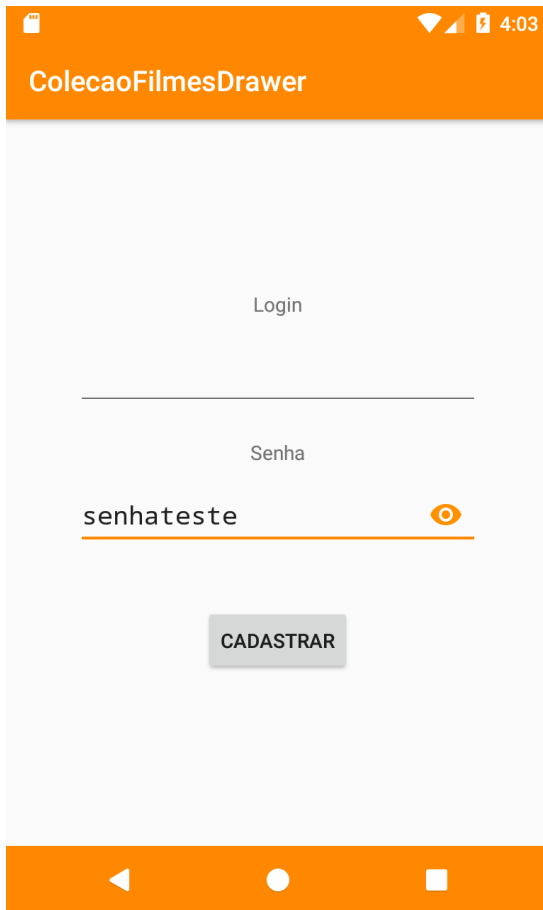 4:03
ColecaoFilmesDrawer
Login
Senha
senhateste
CADASTRAR